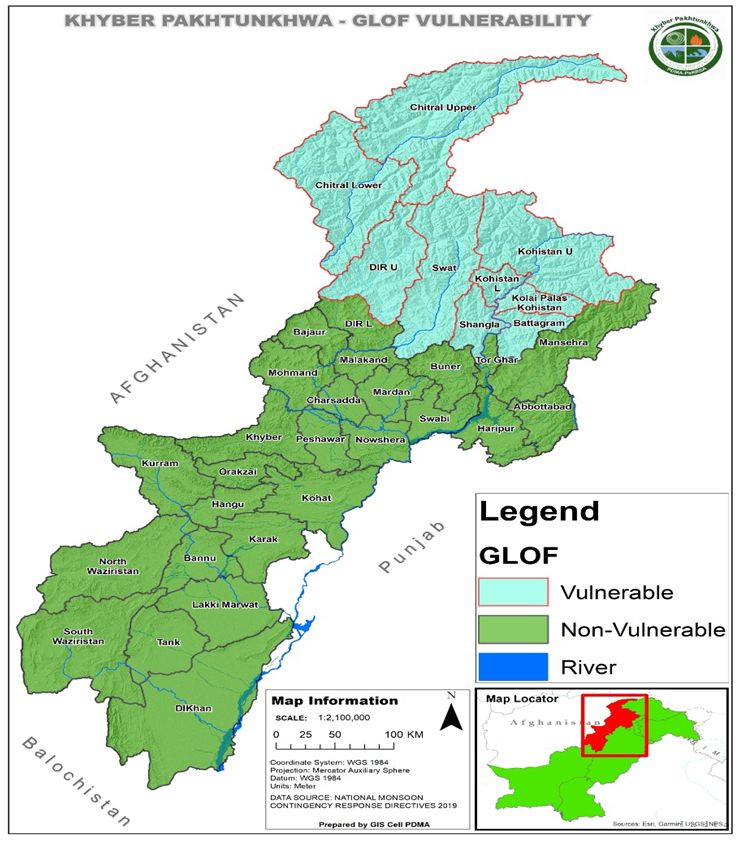 KHYBER PAKHTUNKHWA - GLOF VULNERABILITY
Khyber Pakhtunkhwa
Chitral Upper
Chitral Lower
Kohistan U
DIR U
Swat
Kohistan
L
Kolai Palas
Kohistan
Shangla
Battagram
DIR L
Bajaur
Mansehra
Malakand
Tor Ghar
Buner
Mohmand
Mardan
Charsadda
Abbottabad
Swabi
Haripur
Khyber
Peshawar
Nowshera
Kurram
Orakzai
Kohat
Hangu
Karak
Bannu
North
Waziristan
Lakki Marwat
South
Waziristan
Tank
DIKhan
AFGHANISTAN
Punjab
Balochistan
Legend
GLOF
Vulnerable
Non-Vulnerable
River
Map Information
N
SCALE: 1:2,100,000
0 25 50 100 KM
Coordinate System: WGS 1984
Projection: Mercator Auxiliary Sphere
Datum: WGS 1984
Units: Meter
DATA SOURCE: NATIONAL MONSOON
CONTINGENCY RESPONSE DIRECTIVES 2019
Prepared by GIS Cell PDMA
Map Locator
Afghanistan
Sources: Esri, Garmin, USGS, NPS